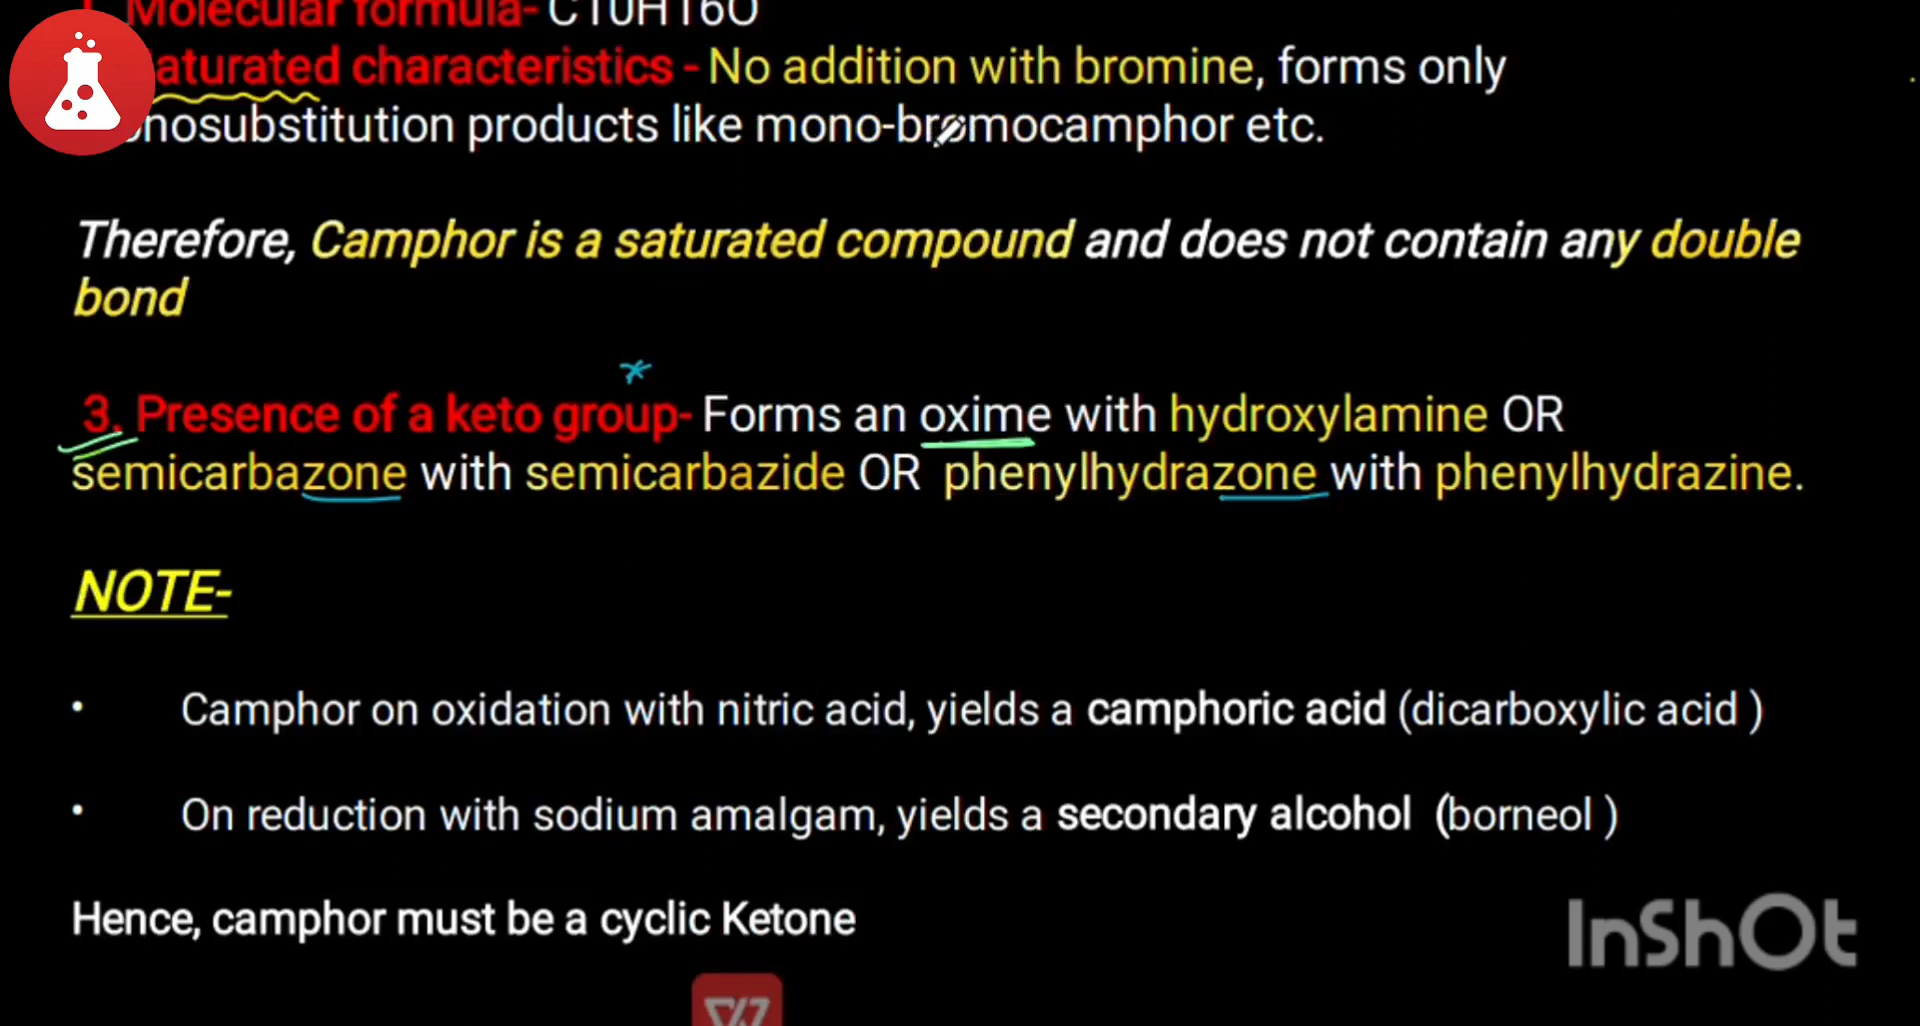 Molecular formula- C10H16O
aturated characteristics - No addition with bromine, forms only
nosubstitution products like mono-bromocamphor etc.
Therefore, Camphor is a saturated compound and does not contain any double
bond
3. Presence of a keto group- Forms an oxime with hydroxylamine OR
semicarbazone with semicarbazide OR phenylhydrazone with phenylhydrazine.
NOTE-
• Camphor on oxidation with nitric acid, yields a camphoric acid (dicarboxylic acid )
• On reduction with sodium amalgam, yields a secondary alcohol (borneol )
Hence, camphor must be a cyclic Ketone
InShOt